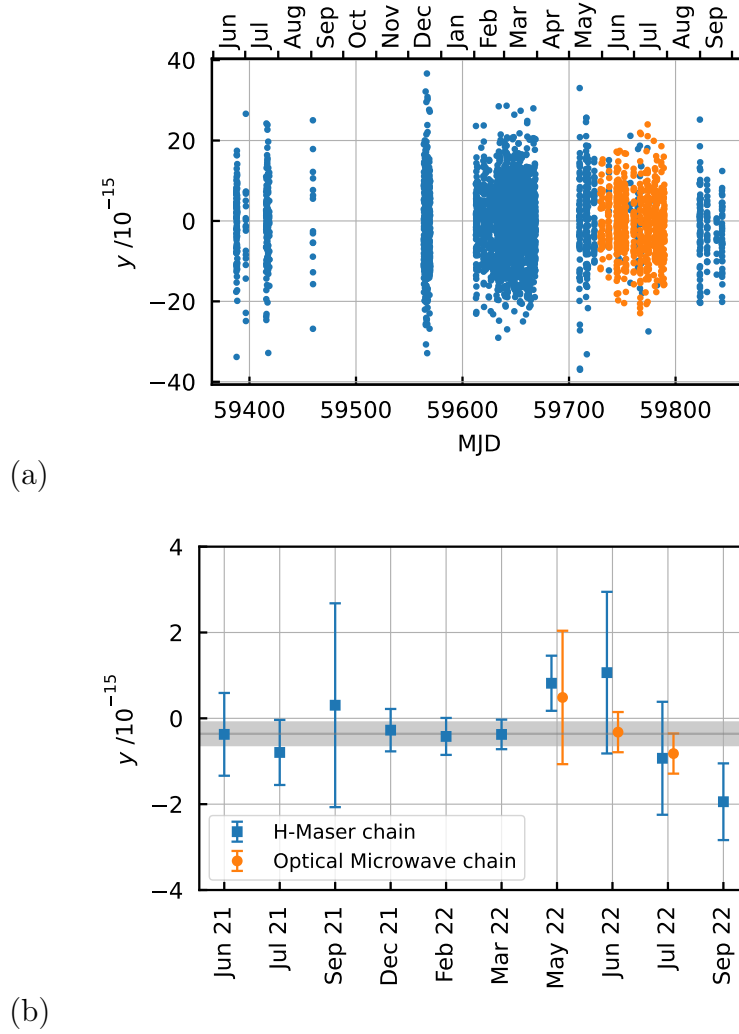 Jun Jul Aug Sep Oct Nov Dec Jan Feb Mar Apr May Jun Jul Aug Sep
40
20
0
−20
−40
y /10⁻¹⁵
59400 59500 59600 59700 59800
MJD
(a)
4
2
0
−2
−4
y /10⁻¹⁵
H-Maser chain
Optical Microwave chain
Jun 21 Jul 21 Sep 21 Dec 21 Feb 22 Mar 22 May 22 Jun 22 Jul 22 Sep 22
(b)